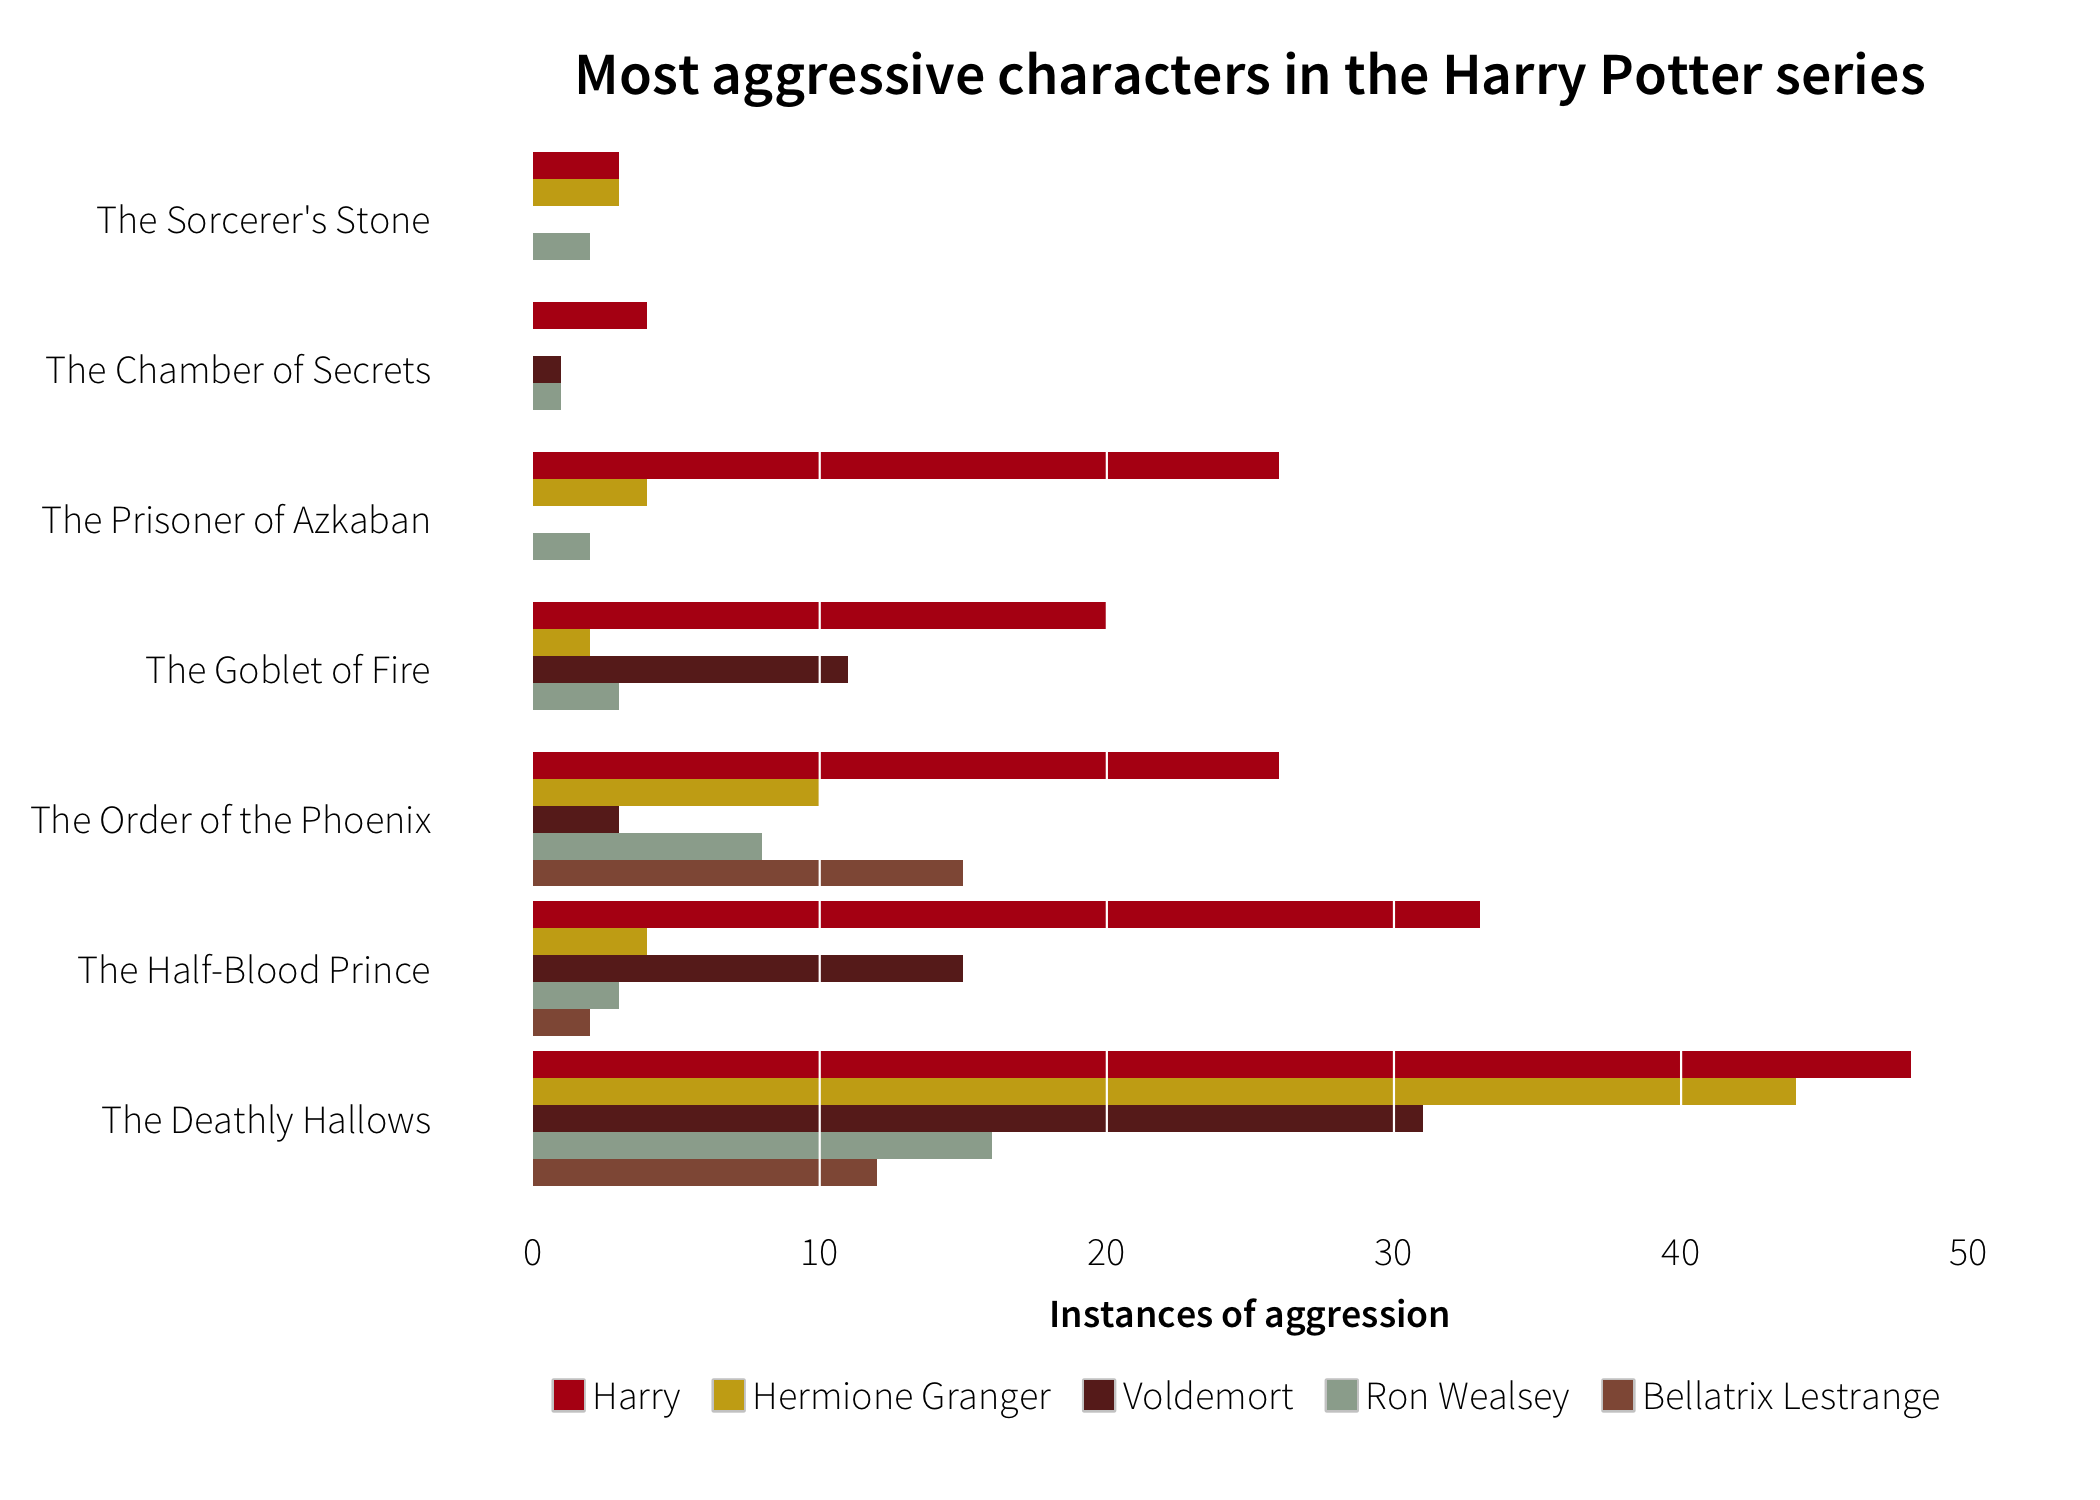 Most aggressive characters in the Harry Potter series
The Sorcerer's Stone
The Chamber of Secrets
The Prisoner of Azkaban
The Goblet of Fire
The Order of the Phoenix
The Half-Blood Prince
The Deathly Hallows
0 10 20 30 40 50
Instances of aggression
Harry Hermione Granger Voldemort Ron Wealsey Bellatrix Lestrange